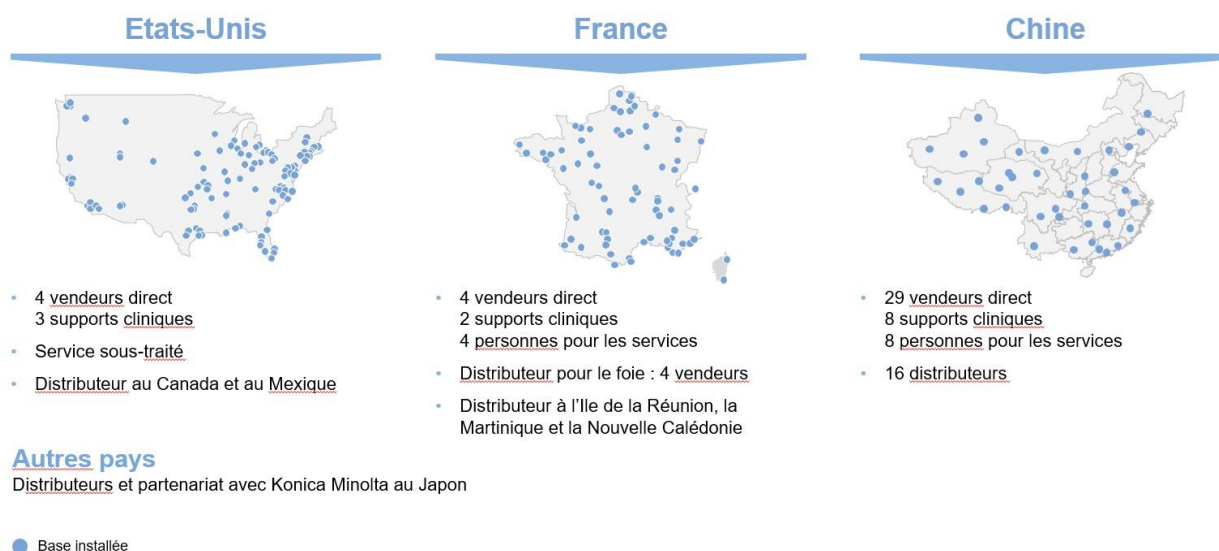 Etats-Unis
4 vendeurs direct
3 supports cliniques
Service sous-traité
Distributeur au Canada et au Mexique
France
4 vendeurs direct
2 supports cliniques
4 personnes pour les services
Distributeur pour le foie : 4 vendeurs
Distributeur à l'Ile de la Réunion, la
Martinique et la Nouvelle Calédonie
Chine
29 vendeurs direct
8 supports cliniques
8 personnes pour les services
16 distributeurs
Autres pays
Distributeurs et partenariat avec Konica Minolta au Japon
Base installée